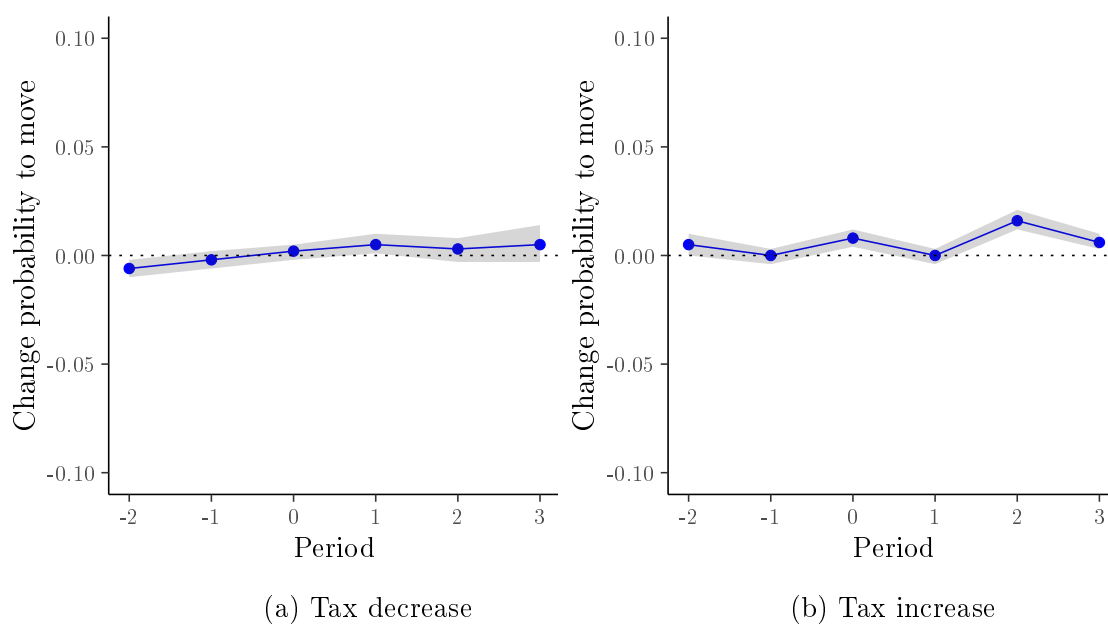 Change probability to move
0.10
0.05
0.00
-0.05
-0.10
-2 -1 0 1 2 3
Period
(a) Tax decrease
Change probability to move
0.10
0.05
0.00
-0.05
-0.10
-2 -1 0 1 2 3
Period
(b) Tax increase